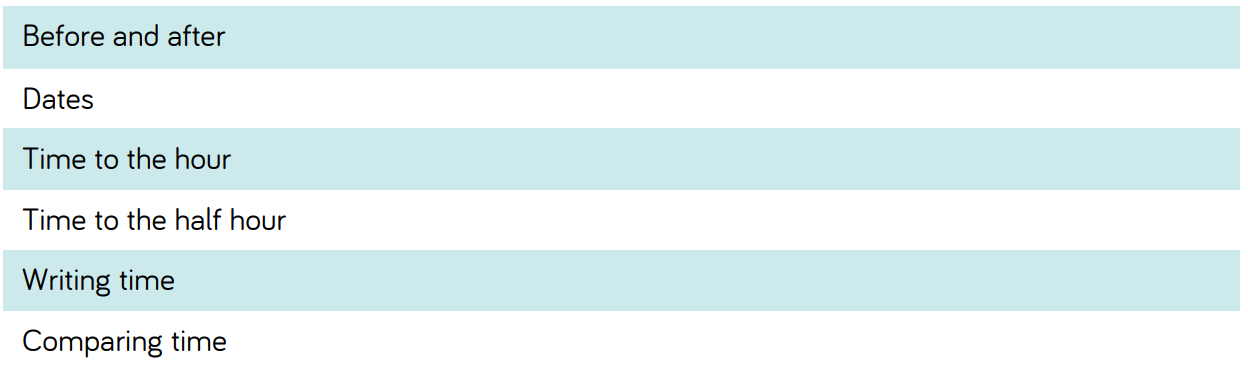 Before and after
Dates
Time to the hour
Time to the half hour
Writing time
Comparing time